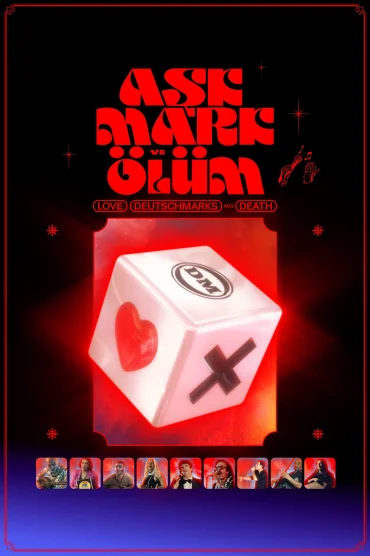 AŞK
MARK
VE
ÖLÜM
LOVE DEUTSCHMARKS AND DEATH
DM